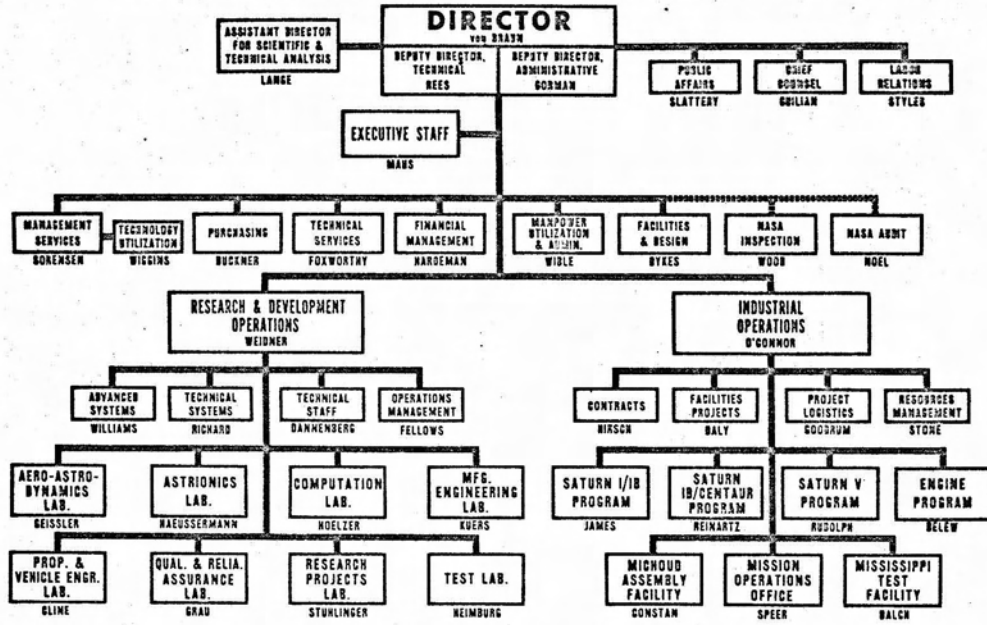 DIRECTOR
VON BRAUN
DEPUTY DIRECTOR,
TECHNICAL
REES
DEPUTY DIRECTOR,
ADMINISTRATIVE
GORMAN
ASSISTANT DIRECTOR
FOR SCIENTIFIC &
TECHNICAL ANALYSIS
LANGE
PUBLIC
AFFAIRS
SLATTERY
CHIEF
COUNSEL
GUILIAN
LABOR
RELATIONS
STYLES
EXECUTIVE STAFF
MAUS
MANAGEMENT
SERVICES
SORENSEN
TECHNOLOGY
UTILIZATION
WIGGINS
PURCHASING
BUCKNER
TECHNICAL
SERVICES
FOXWORTHY
FINANCIAL
MANAGEMENT
HARDEMAN
MANPOWER
UTILIZATION
& ADMIN.
WIBLE
FACILITIES
& DESIGN
DYKES
NASA
INSPECTION
WOOD
NASA AUDIT
NOEL
RESEARCH & DEVELOPMENT
OPERATIONS
WEIDNER
INDUSTRIAL
OPERATIONS
O'CONNOR
ADVANCED
SYSTEMS
WILLIAMS
TECHNICAL
SYSTEMS
RICHARD
TECHNICAL
STAFF
DANNENBERG
OPERATIONS
MANAGEMENT
FELLOWS
CONTRACTS
HIRSCH
FACILITIES
PROJECTS
DALY
PROJECT
LOGISTICS
GOODRUM
RESOURCES
MANAGEMENT
STONE
AERO-ASTRO-
DYNAMICS
LAB.
GEISSLER
ASTRIONICS
LAB.
HAEUSSERMANN
COMPUTATION
LAB.
HOELZER
MFG.
ENGINEERING
LAB.
KUERS
SATURN I/IB
PROGRAM
JAMES
SATURN
IB/CENTAUR
PROGRAM
REINARTZ
SATURN V
PROGRAM
RUDOLPH
ENGINE
PROGRAM
BELEW
PROP. &
VEHICLE ENGR.
LAB.
CLINE
QUAL. & RELIA.
ASSURANCE
LAB.
GRAU
RESEARCH
PROJECTS
LAB.
STUHLINGER
TEST LAB.
HEIMBURG
MICHOUD
ASSEMBLY
FACILITY
CONSTAN
MISSION
OPERATIONS
OFFICE
SPEER
MISSISSIPPI
TEST
FACILITY
BALCH